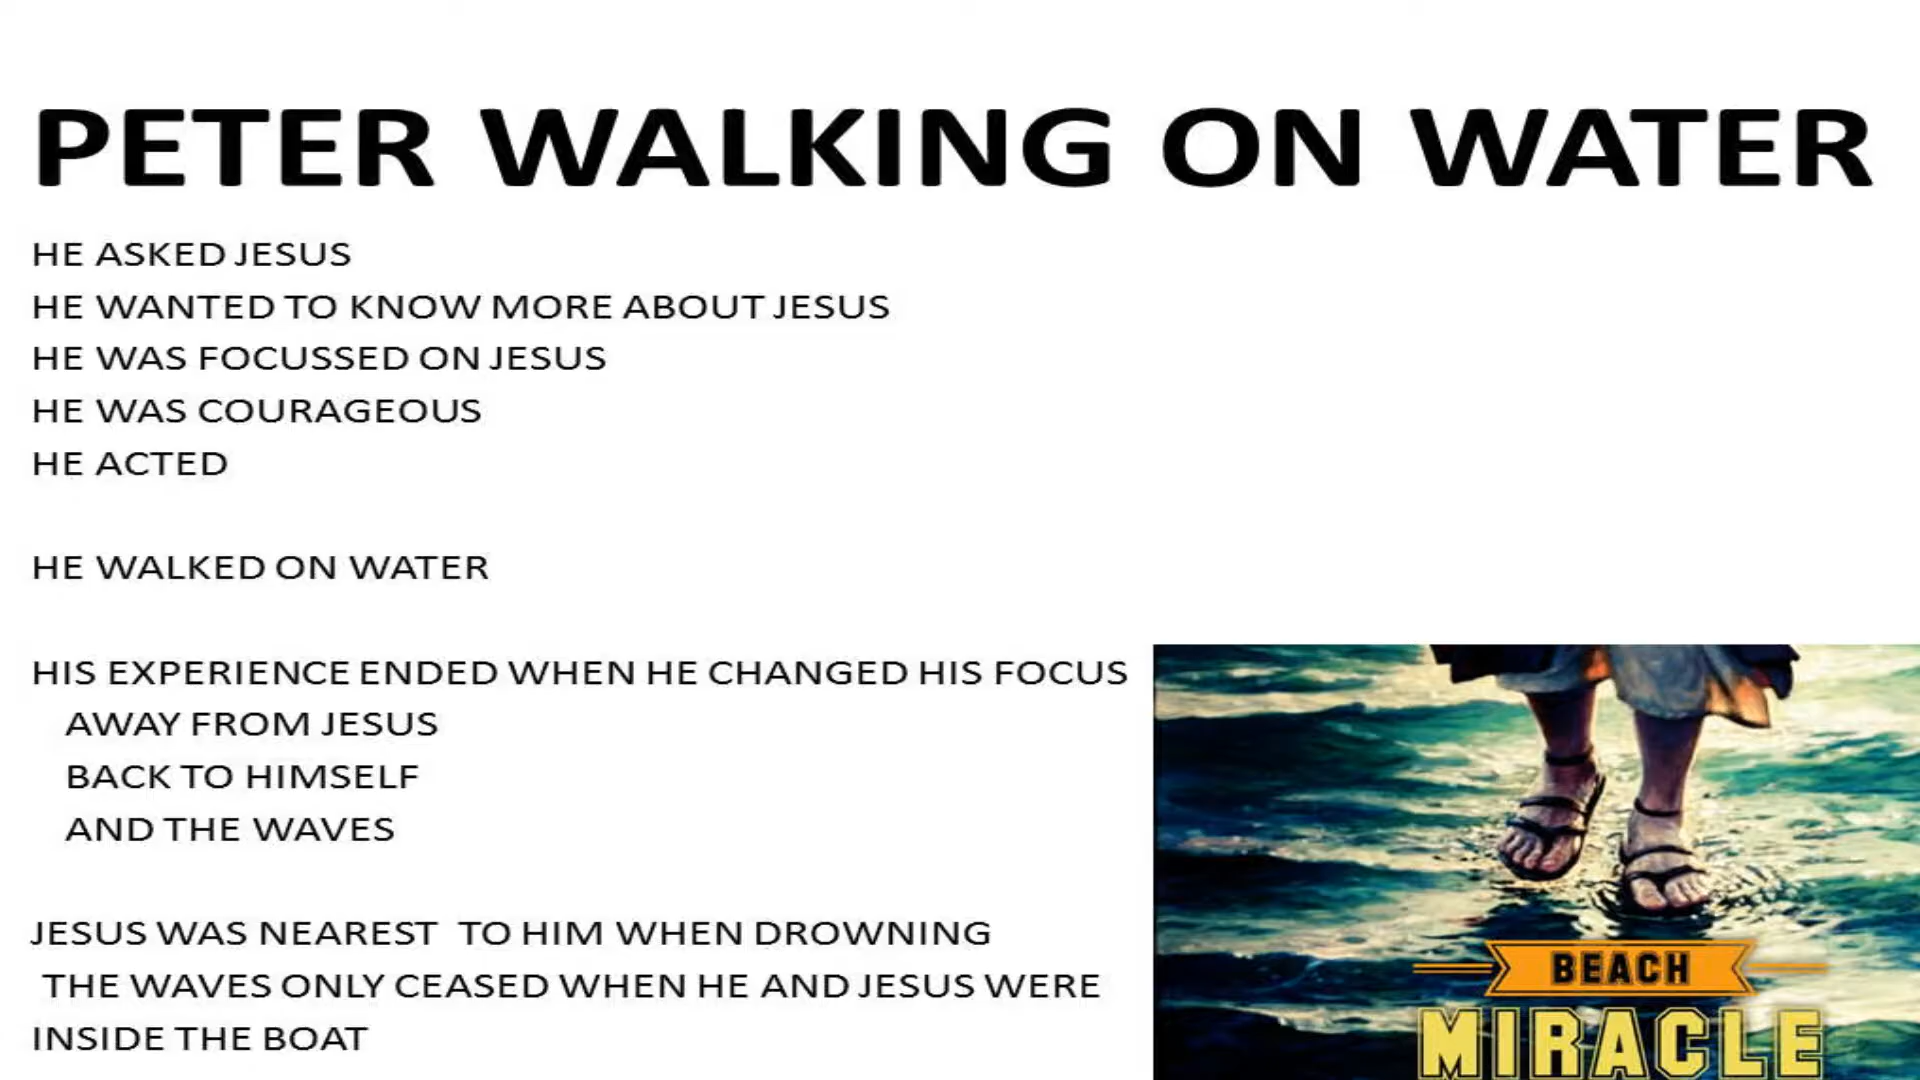 PETER WALKING ON WATER
HE ASKED JESUS
HE WANTED TO KNOW MORE ABOUT JESUS
HE WAS FOCUSSED ON JESUS
HE WAS COURAGEOUS
HE ACTED
HE WALKED ON WATER
HIS EXPERIENCE ENDED WHEN HE CHANGED HIS FOCUS
AWAY FROM JESUS
BACK TO HIMSELF
AND THE WAVES
JESUS WAS NEAREST TO HIM WHEN DROWNING
THE WAVES ONLY CEASED WHEN HE AND JESUS WERE
INSIDE THE BOAT
BEACH
MIRACLE